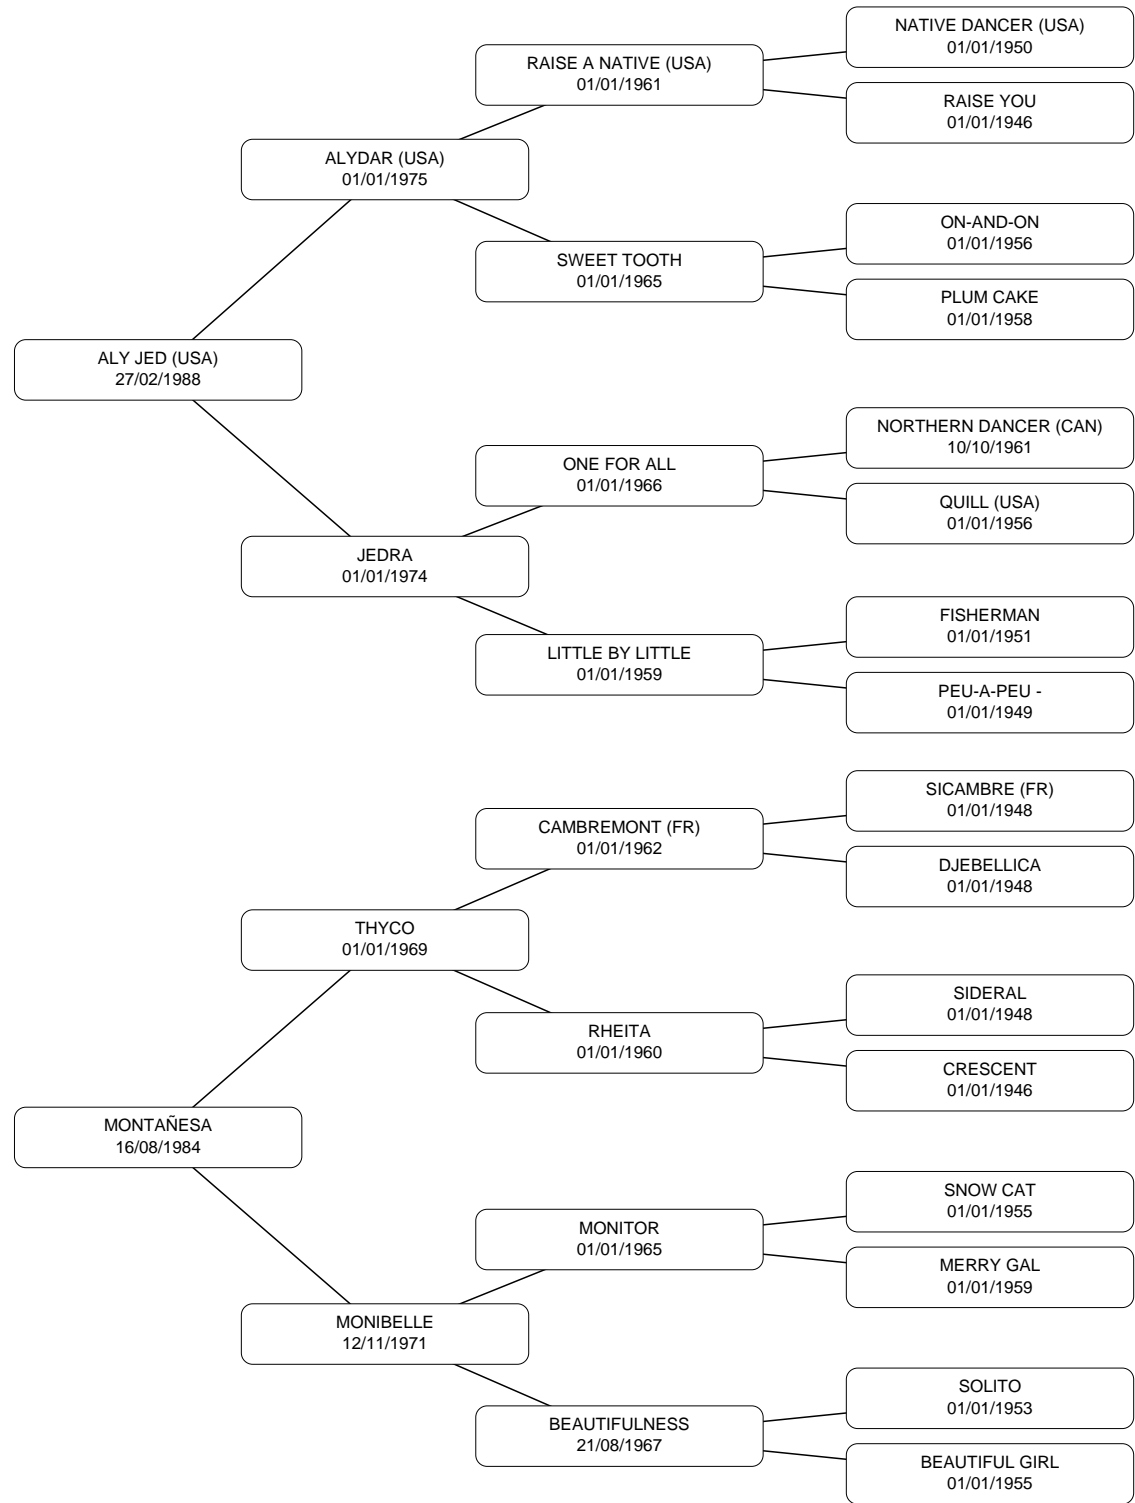 NATIVE DANCER (USA)
01/01/1950
RAISE A NATIVE (USA)
01/01/1961
RAISE YOU
01/01/1946
ALYDAR (USA)
01/01/1975
ON-AND-ON
01/01/1956
SWEET TOOTH
01/01/1965
PLUM CAKE
01/01/1958
ALY JED (USA)
27/02/1988
NORTHERN DANCER (CAN)
10/10/1961
ONE FOR ALL
01/01/1966
QUILL (USA)
01/01/1956
JEDRA
01/01/1974
FISHERMAN
01/01/1951
LITTLE BY LITTLE
01/01/1959
PEU-A-PEU -
01/01/1949
SICAMBRE (FR)
01/01/1948
CAMBREMONT (FR)
01/01/1962
DJEBELLICA
01/01/1948
THYCO
01/01/1969
SIDERAL
01/01/1948
RHEITA
01/01/1960
CRESCENT
01/01/1946
MONTAÑESA
16/08/1984
SNOW CAT
01/01/1955
MONITOR
01/01/1965
MERRY GAL
01/01/1959
MONIBELLE
12/11/1971
SOLITO
01/01/1953
BEAUTIFULNESS
21/08/1967
BEAUTIFUL GIRL
01/01/1955